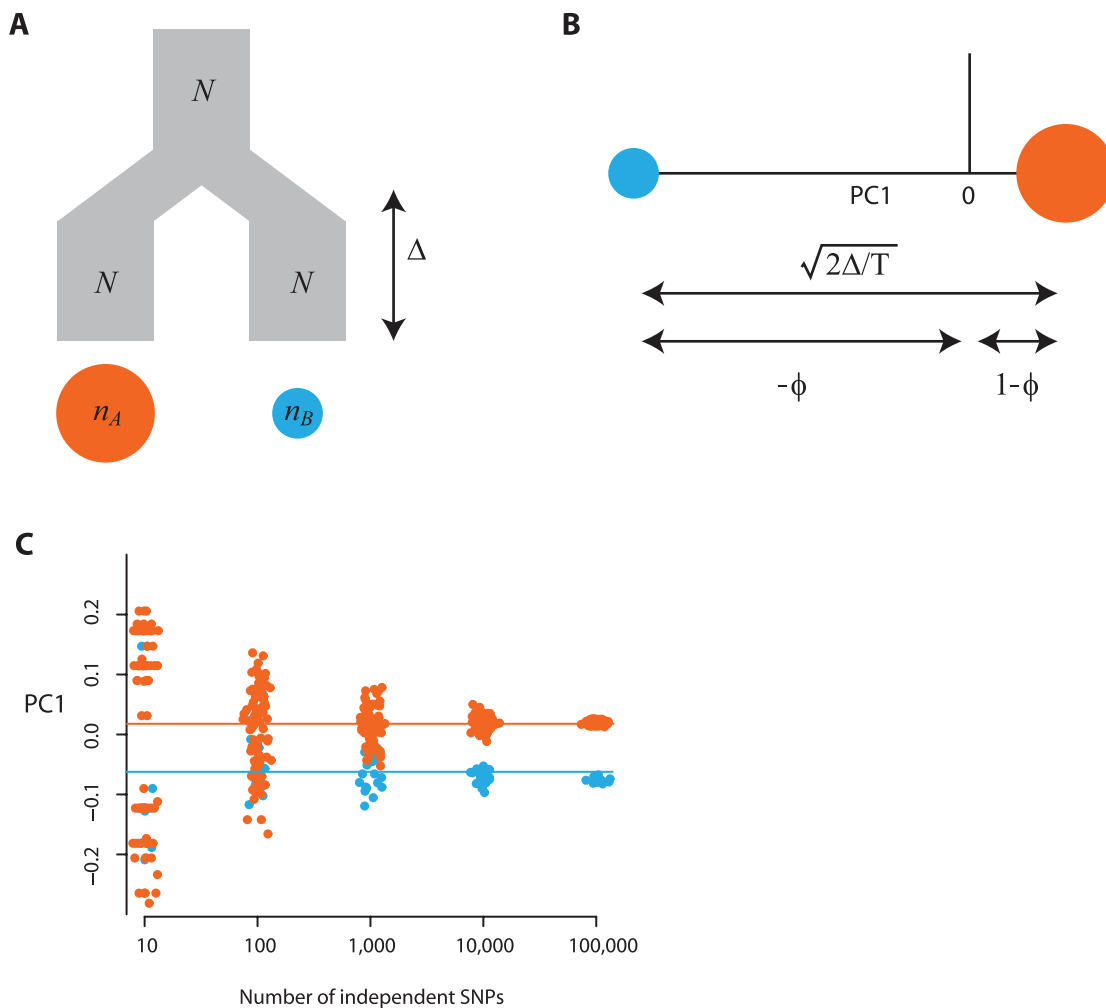 A
N
N
N
Δ
n_A
n_B
B
PC1
0
√2Δ/T
-ϕ
1-ϕ
C
PC1
0.2
0.1
0.0
−0.1
−0.2
10
100
1,000
10,000
100,000
Number of independent SNPs